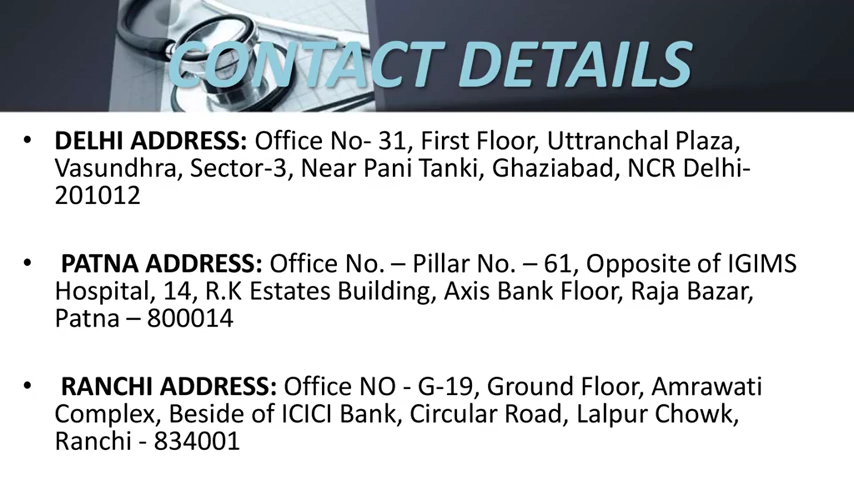 CONTACT DETAILS
• DELHI ADDRESS: Office No- 31, First Floor, Uttranchal Plaza,
Vasundhra, Sector-3, Near Pani Tanki, Ghaziabad, NCR Delhi-
201012
• PATNA ADDRESS: Office No. – Pillar No. – 61, Opposite of IGIMS
Hospital, 14, R.K Estates Building, Axis Bank Floor, Raja Bazar,
Patna – 800014
• RANCHI ADDRESS: Office NO - G-19, Ground Floor, Amrawati
Complex, Beside of ICICI Bank, Circular Road, Lalpur Chowk,
Ranchi - 834001